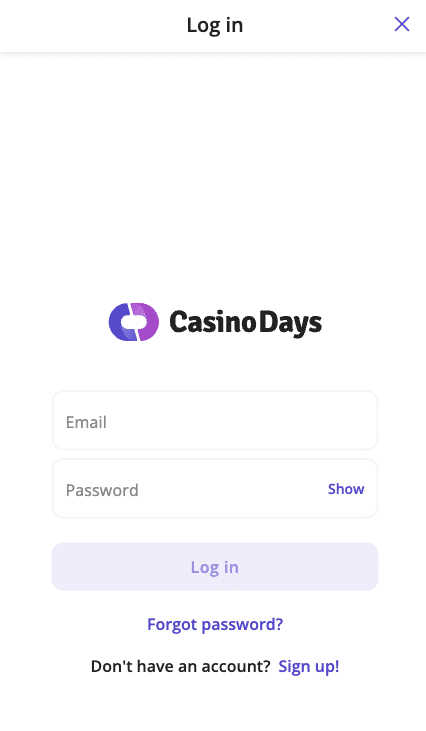 Log in
CasinoDays
Email
Password Show
Log in
Forgot password?
Don't have an account? Sign up!